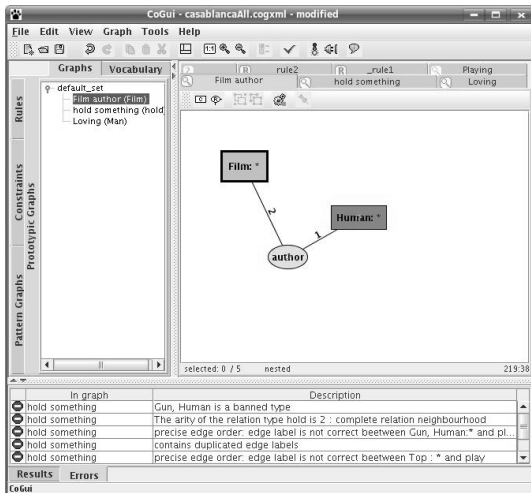 CoGui - casablancaAll.cogxml - modified
File Edit View Graph Tools Help
Graphs Vocabulary
default_set
Film author (Film)
hold something (hold
Loving (Man)
Rules
Constraints
Pattern Graphs
Prototypic Graphs
R rule2 R _rule1 Playing
Film author hold something Loving
Film: *
Human: *
2
1
author
selected: 0 / 5 nested 219:38
In graph Description
hold something Gun, Human is a banned type
hold something The arity of the relation type hold is 2 : complete relation neighbourhood
hold something precise edge order: edge label is not correct beetween Gun, Human:* and pl...
hold something contains duplicated edge labels
hold something precise edge order: edge label is not correct beetween Top : * and play
Results Errors
CoGui